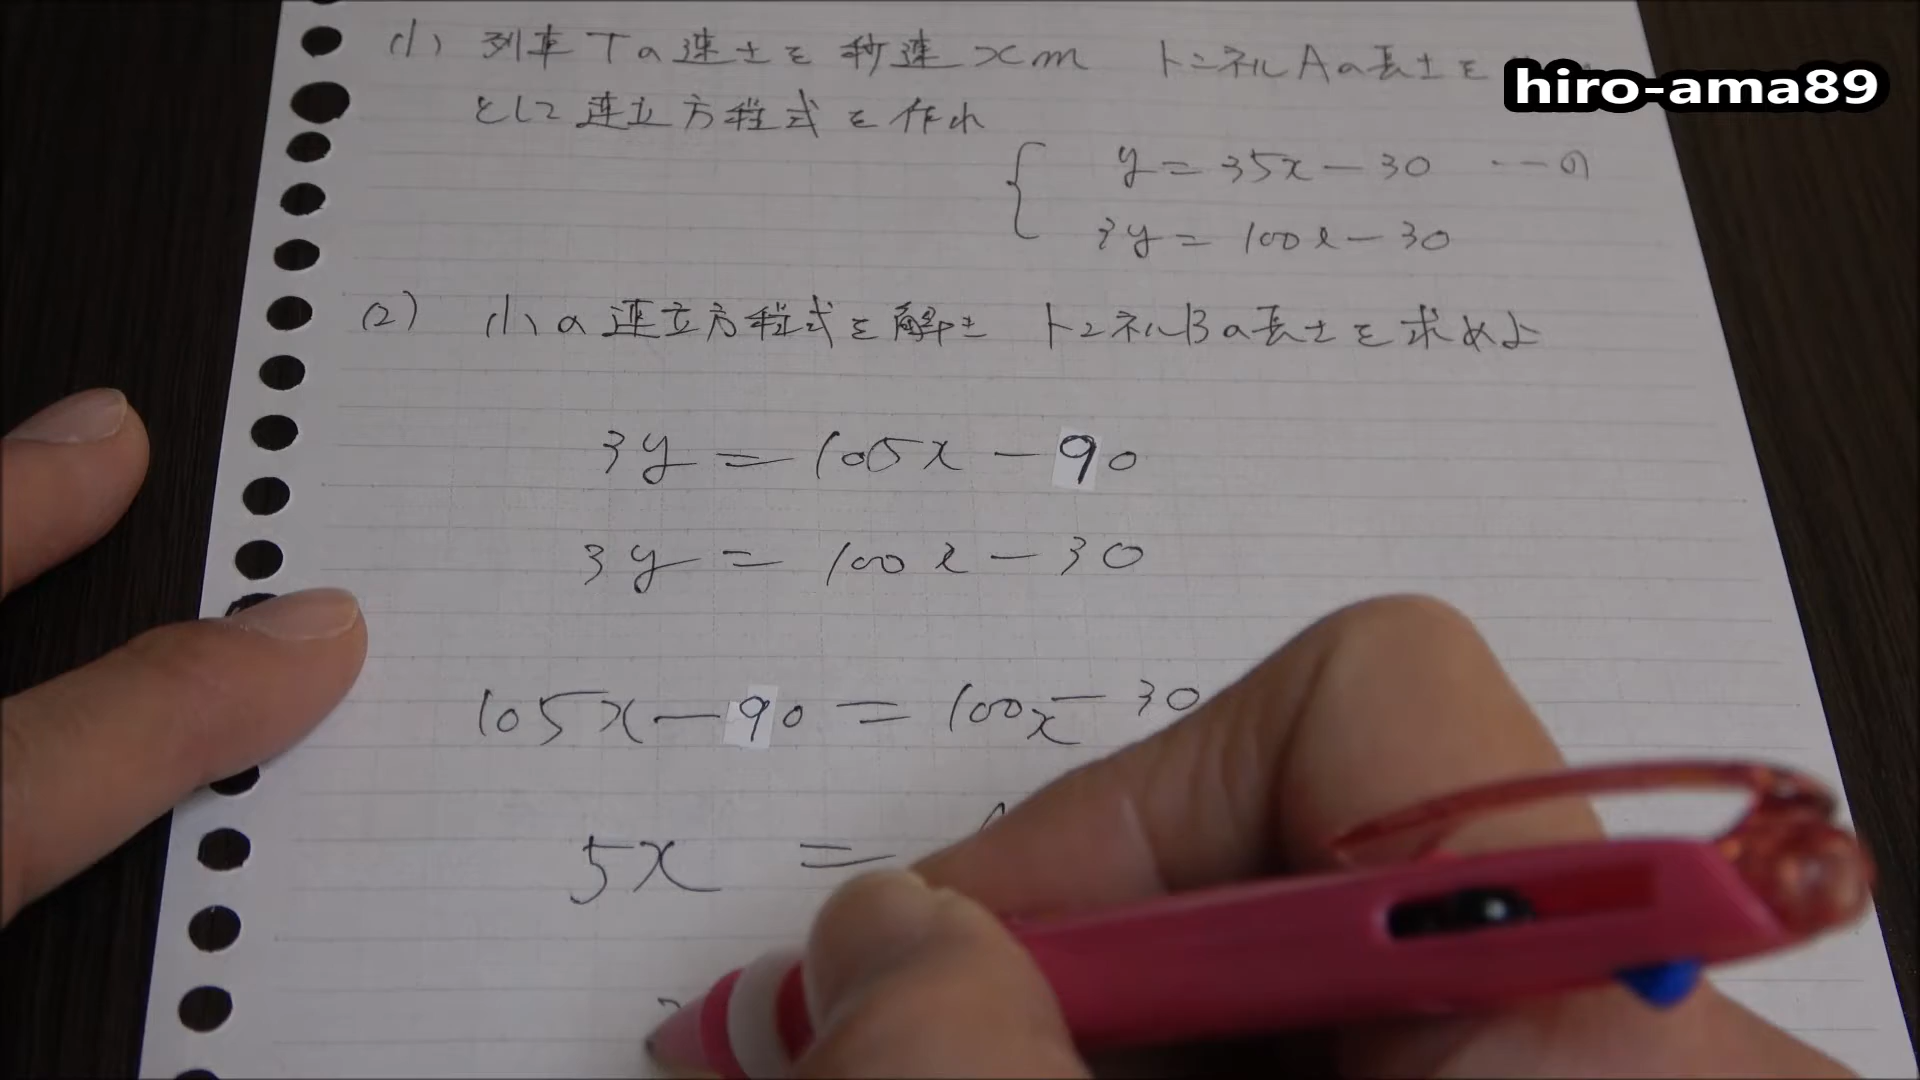 (1) 列車Tの速さを秒速xm トンネルAの長さを
hiro-ama89
として連立方程式を作れ
{ y = 35x - 30 … (1)
3y = 100x - 30
(2) (1)の連立方程式を解き トンネルBの長さを求めよ
3y = 105x - 90
3y = 100x - 30
105x - 90 = 100x - 30
5x =